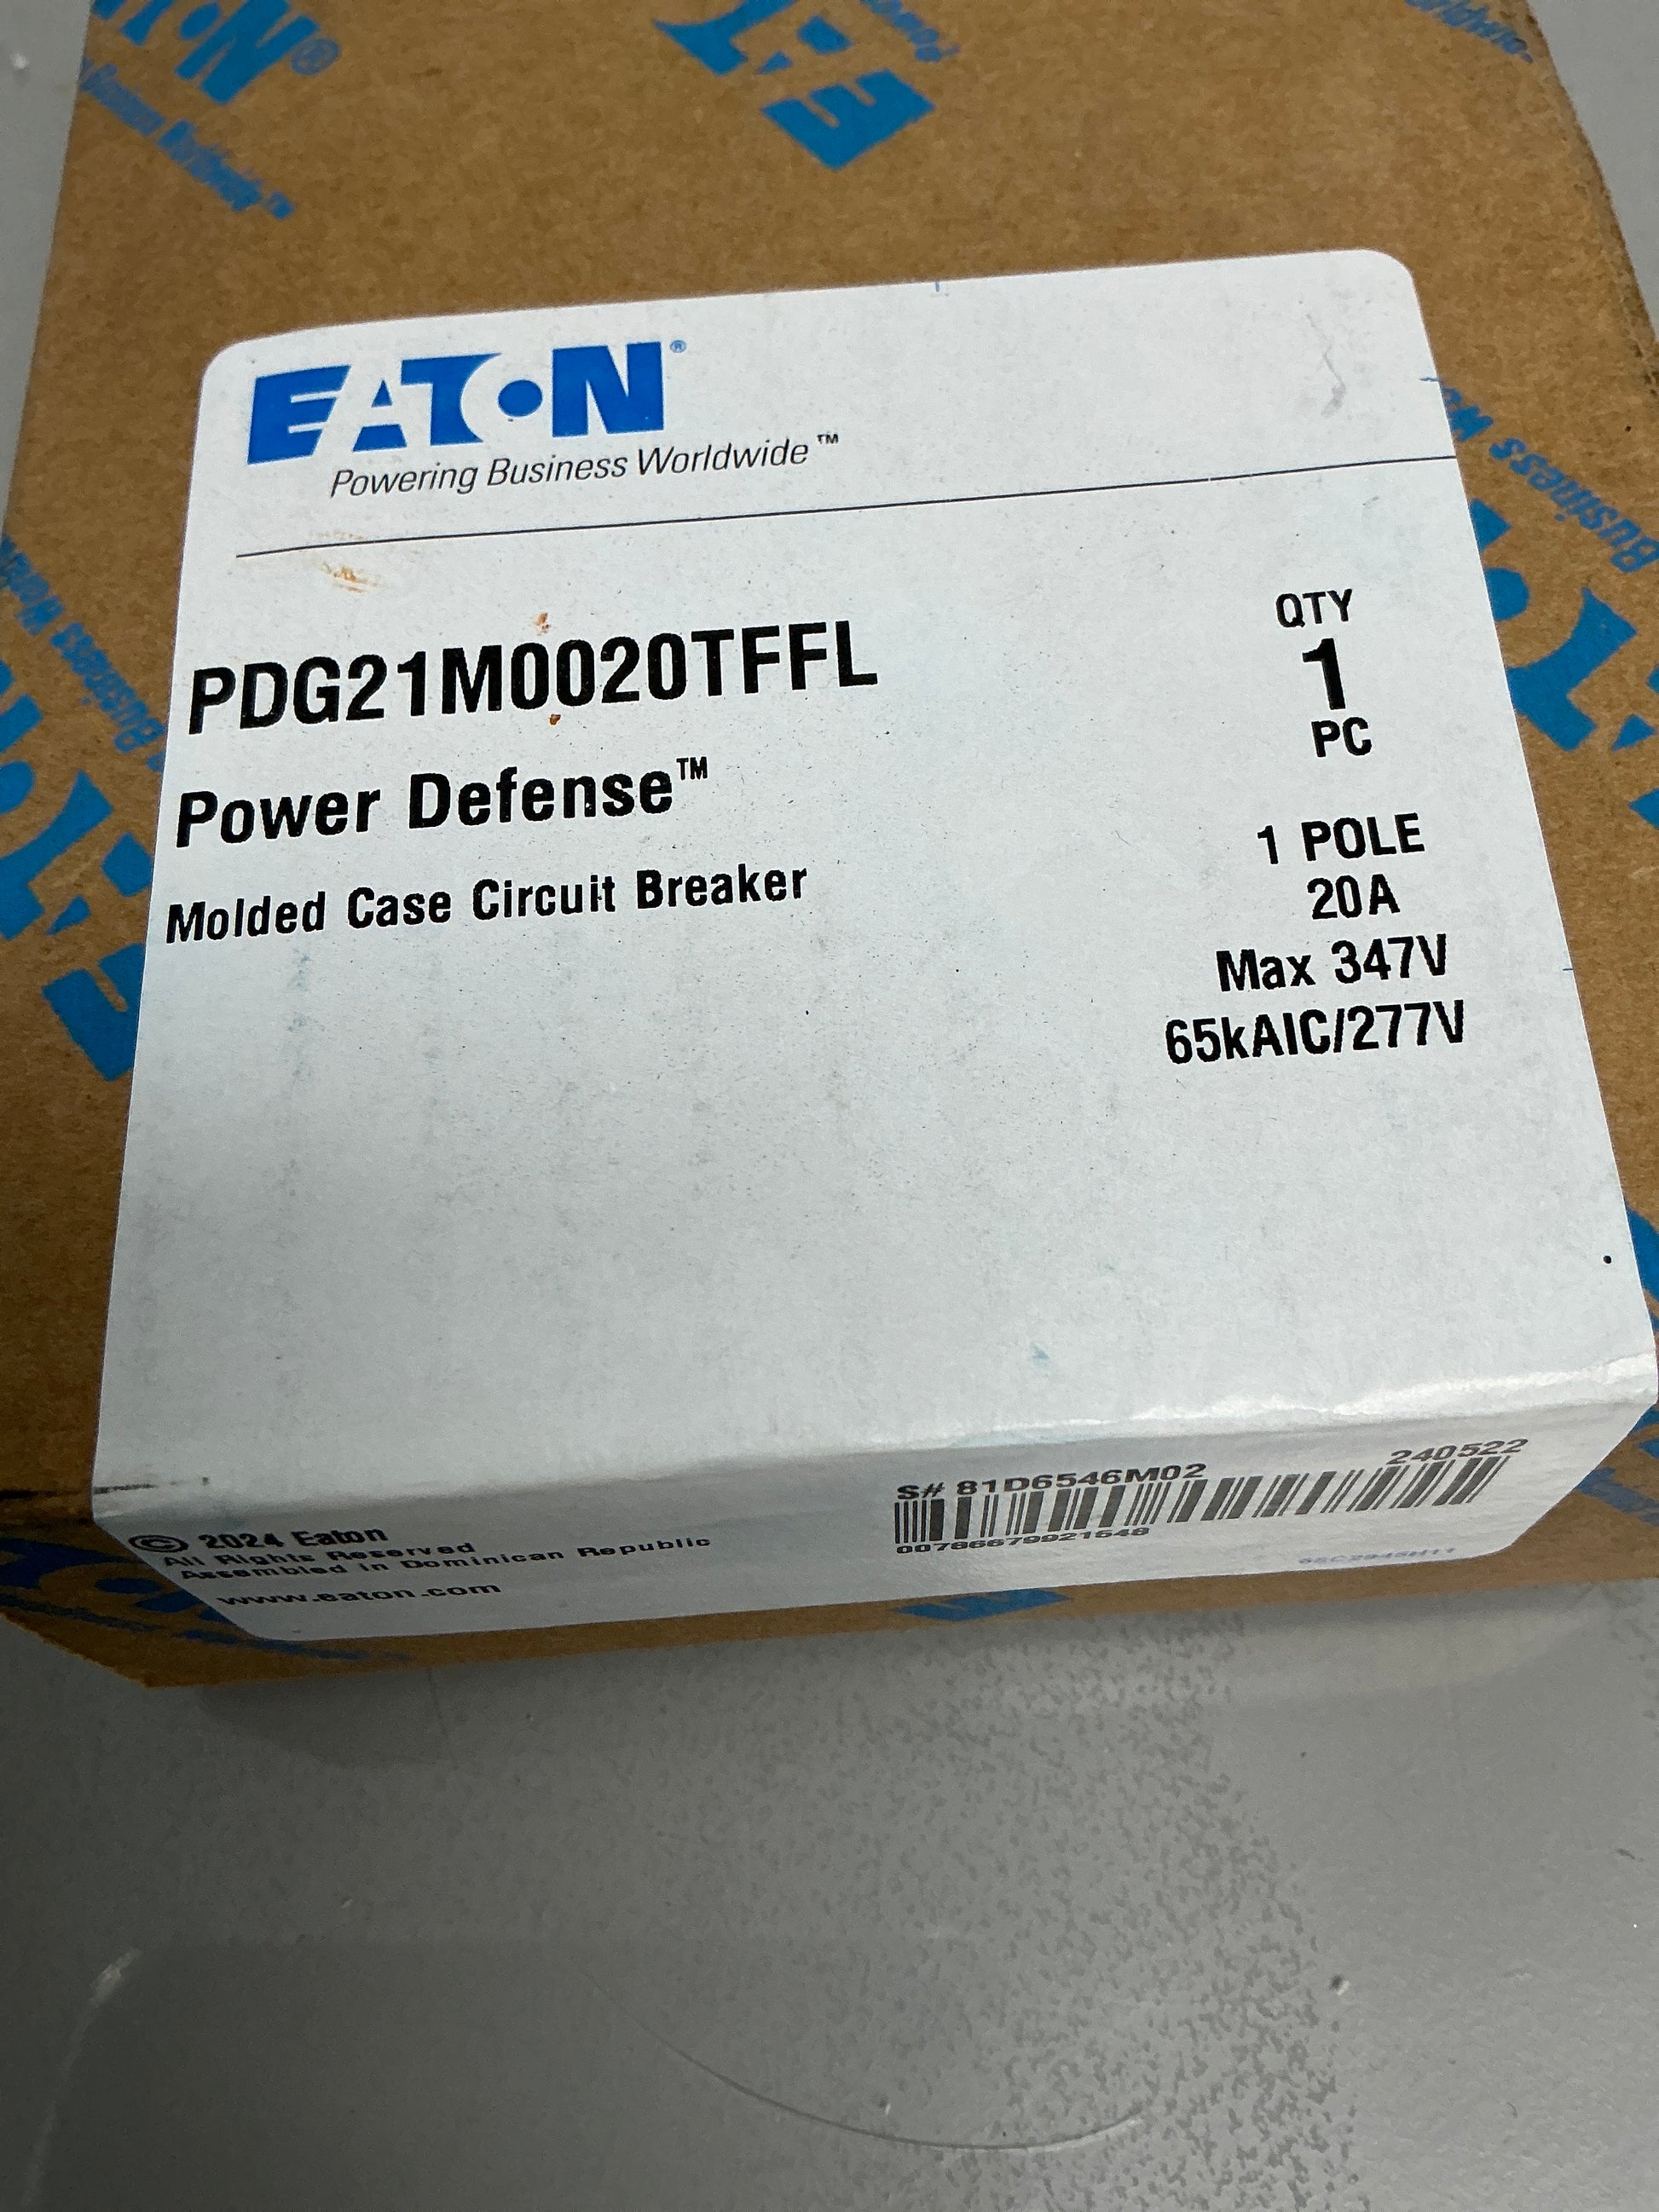 EATON®
Powering Business Worldwide™
PDG21M0020TFFL
Power Defense™
Molded Case Circuit Breaker
QTY
1
PC
1 POLE
20A
Max 347V
65kAIC/277V
© 2024 Eaton
All Rights Reserved
Assembled in Dominican Republic
www.eaton.com
S# 81D6546M02
240522
00786679921548